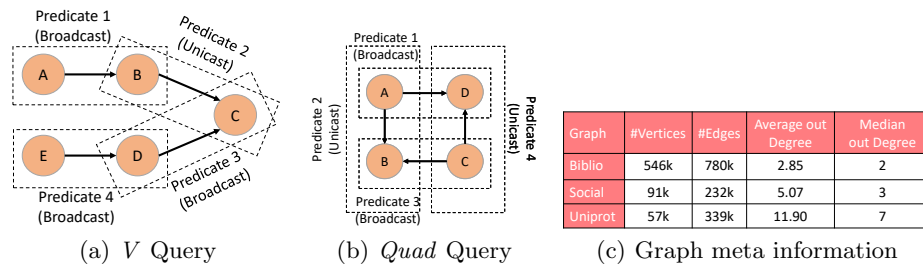 Predicate 1
(Broadcast)
Predicate 2
(Unicast)
A
B
C
E
D
Predicate 3
(Broadcast)
Predicate 4
(Broadcast)
(a) V Query
Predicate 1
(Broadcast)
Predicate 2
(Unicast)
A
D
B
C
Predicate 4
(Unicast)
Predicate 3
(Broadcast)
(b) Quad Query
Graph #Vertices #Edges Average out Degree Median out Degree
Biblio 546k 780k 2.85 2
Social 91k 232k 5.07 3
Uniprot 57k 339k 11.90 7
(c) Graph meta information